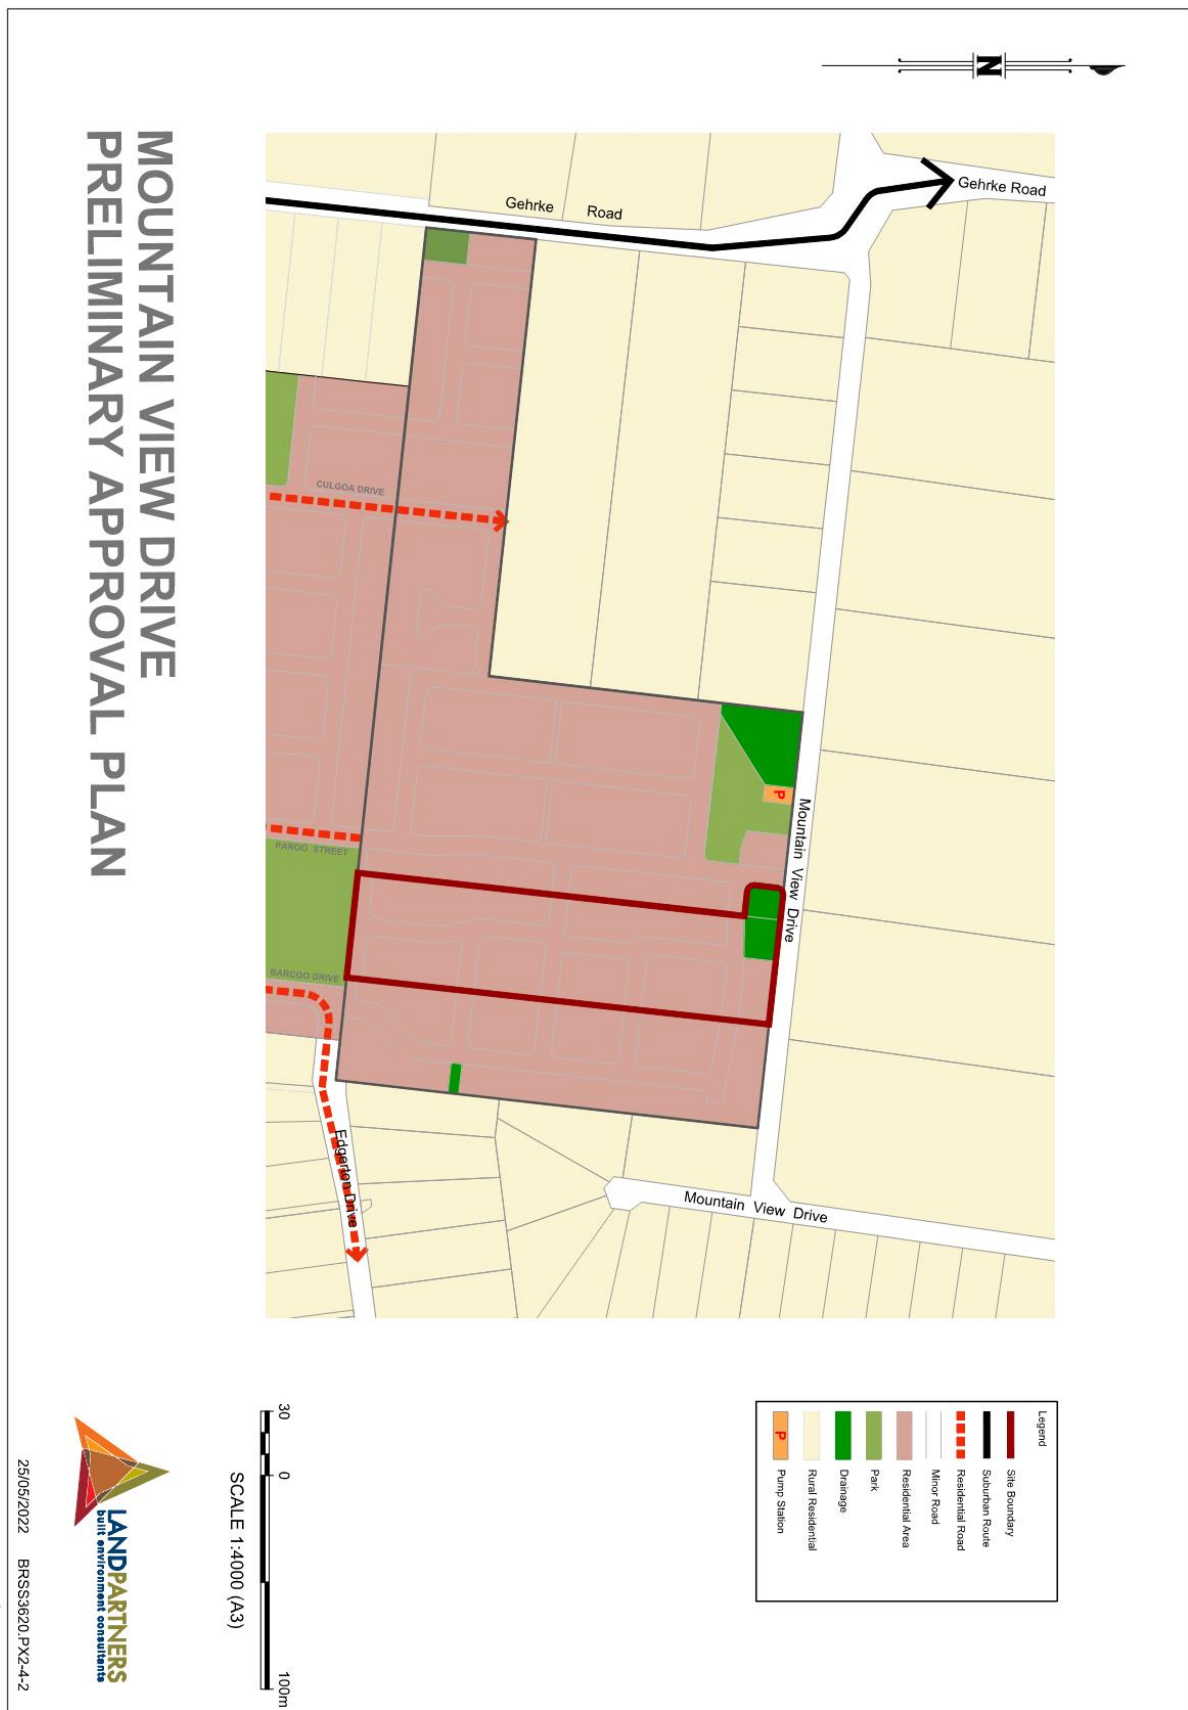 MOUNTAIN VIEW DRIVE
PRELIMINARY APPROVAL PLAN
N
Gehrke Road
Gehrke Road
CULGOA DRIVE
P
Mountain View Drive
PAROO STREET
BARCOO DRIVE
Edgerton Drive
Mountain View Drive
Legend
Site Boundary
Suburban Route
Residential Road
Minor Road
Residential Area
Park
Drainage
Rural Residential
P Pump Station
30 0 100m
SCALE 1:4000 (A3)
LANDPARTNERS
built environment consultants
25/05/2022 BRSS3620.PX2-4-2